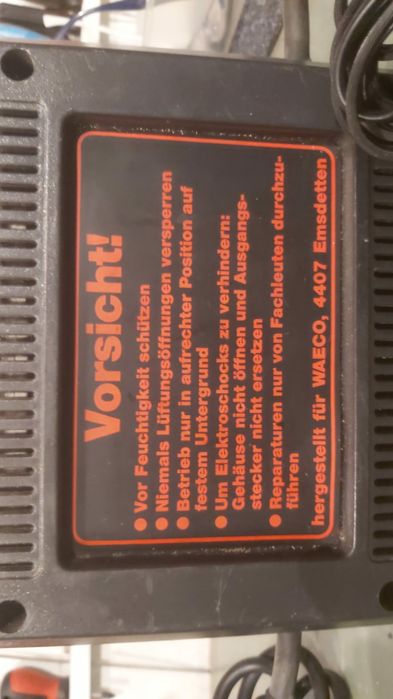 Vorsicht!
● Vor Feuchtigkeit schützen
● Niemals Lüftungsöffnungen versperren
● Betrieb nur in aufrechter Position auf
festem Untergrund
● Um Elektroschocks zu verhindern:
Gehäuse nicht öffnen und Ausgangs-
stecker nicht ersetzen
● Reparaturen nur von Fachleuten durchzu-
führen
hergestellt für WAECO, 4407 Emsdetten